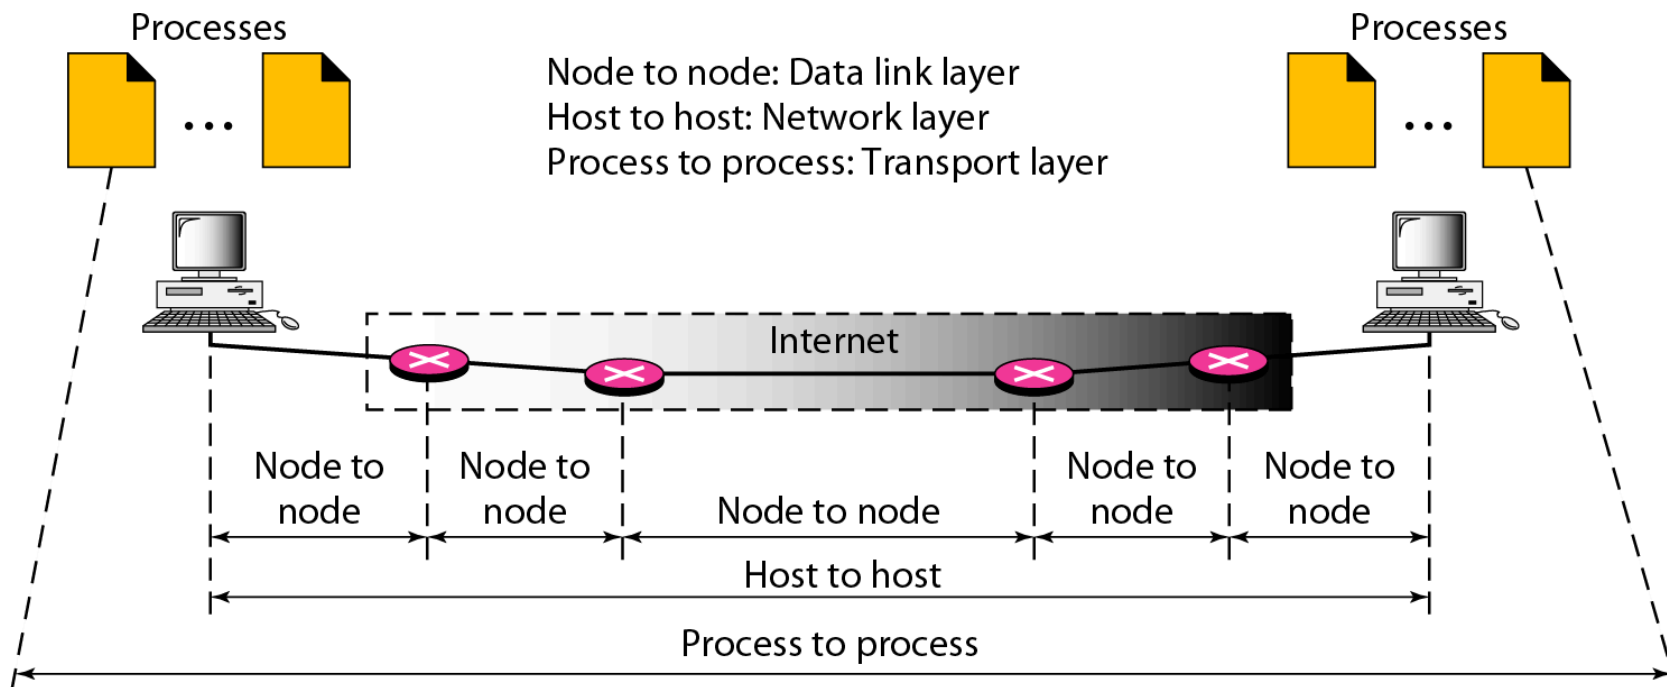 Processes
Processes
Node to node: Data link layer
Host to host: Network layer
Process to process: Transport layer
Internet
Node to
node
Node to
node
Node to node
Node to
node
Node to
node
Host to host
Process to process